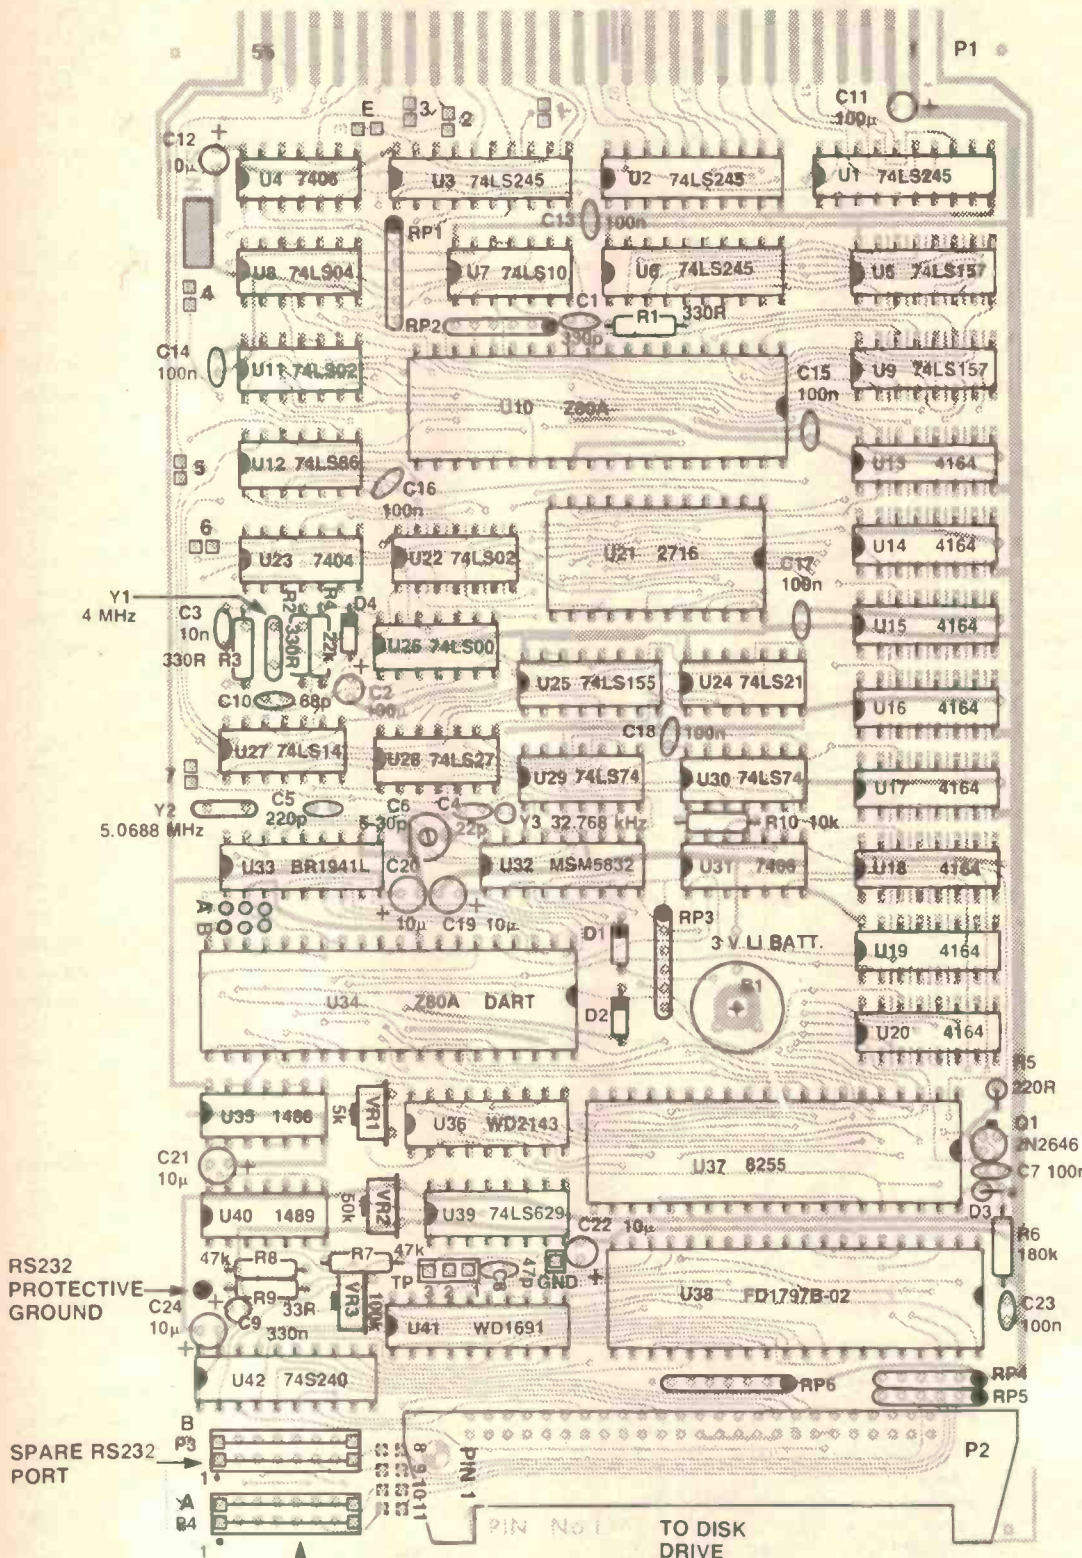 56
P1
E
3
2
1
C11
100µ
C12
10µ
U4 7406
U3 74LS245
U2 74LS245
U1 74LS245
C13 100n
RP1
U8 74LS04
U7 74LS10
U6 74LS245
U5 74LS157
4
RP2
C1
330p
R1 330R
C14
100n
U11 74LS02
U10 Z80A
C15
100n
U9 74LS157
U12 74LS86
5
C16
100n
U13 4164
6
U23 7404
U22 74LS02
U21 2716
U14 4164
C17
100n
Y1
4 MHz
C3
10n
330R R3
R2 330R
R4 22k
D4
U26 74LS00
U15 4164
C10 68p
C2
100µ
U25 74LS155
U24 74LS21
U16 4164
C18 100n
U27 74LS14
U28 74LS27
U29 74LS74
U30 74LS74
U17 4164
7
Y2
5.0688 MHz
C5
220p
C6
5-30p
C4
22p
Y3 32.768 kHz
R10 10k
U33 BR1941L
C20
10µ
U32 MSM5832
U31 7406
U18 4164
C19 10µ
A
B
D1
RP3
3 V LI BATT.
B1
U19 4164
U34 Z80A DART
D2
U20 4164
R5
220R
U35 1488
VR1
5k
U36 WD2143
U37 8255
Q1
2N2646
C7 100n
C21
10µ
D3
U40 1489
VR2
50k
U39 74LS629
C22 10µ
R6
180k
RS232
PROTECTIVE
GROUND
47k R8
R7 47k
R9 33R
VR3 100k
TP
C8 47p
GND
U38 FD1797B-02
C23
100n
C24
10µ
C9
330n
U41 WD1691
U42 74S240
RP6
RP4
RP5
B
P3
SPARE RS232
PORT
1
A
P4
1
8
9
10
11
PIN 1
P2
PIN No 1
TO DISK
DRIVE